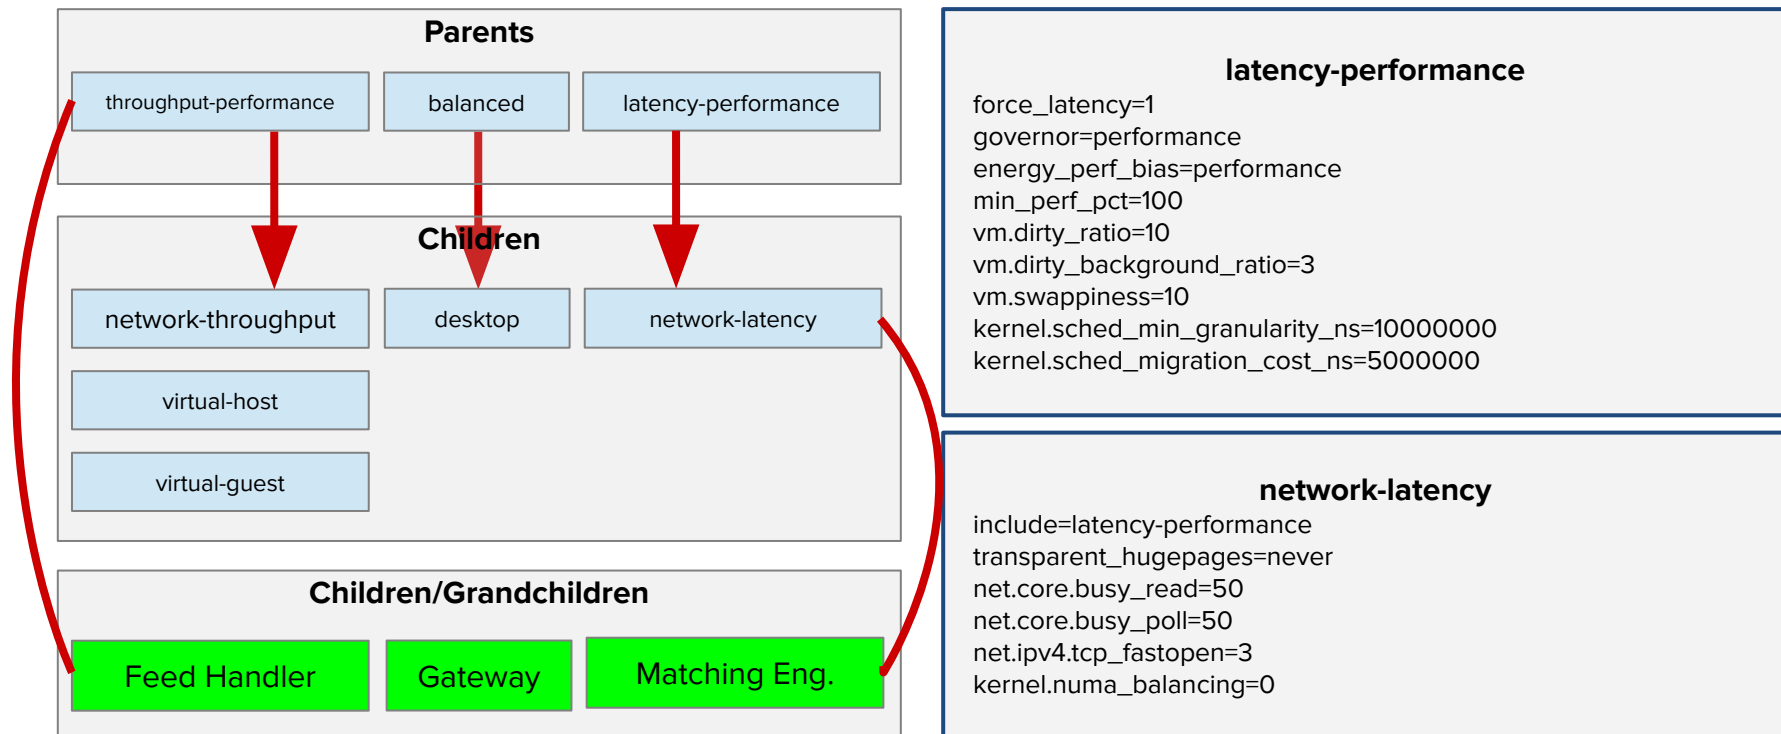 Parents
throughput-performance
balanced
latency-performance
Children
network-throughput
desktop
network-latency
virtual-host
virtual-guest
Children/Grandchildren
Feed Handler
Gateway
Matching Eng.
latency-performance
force_latency=1
governor=performance
energy_perf_bias=performance
min_perf_pct=100
vm.dirty_ratio=10
vm.dirty_background_ratio=3
vm.swappiness=10
kernel.sched_min_granularity_ns=10000000
kernel.sched_migration_cost_ns=5000000
network-latency
include=latency-performance
transparent_hugepages=never
net.core.busy_read=50
net.core.busy_poll=50
net.ipv4.tcp_fastopen=3
kernel.numa_balancing=0